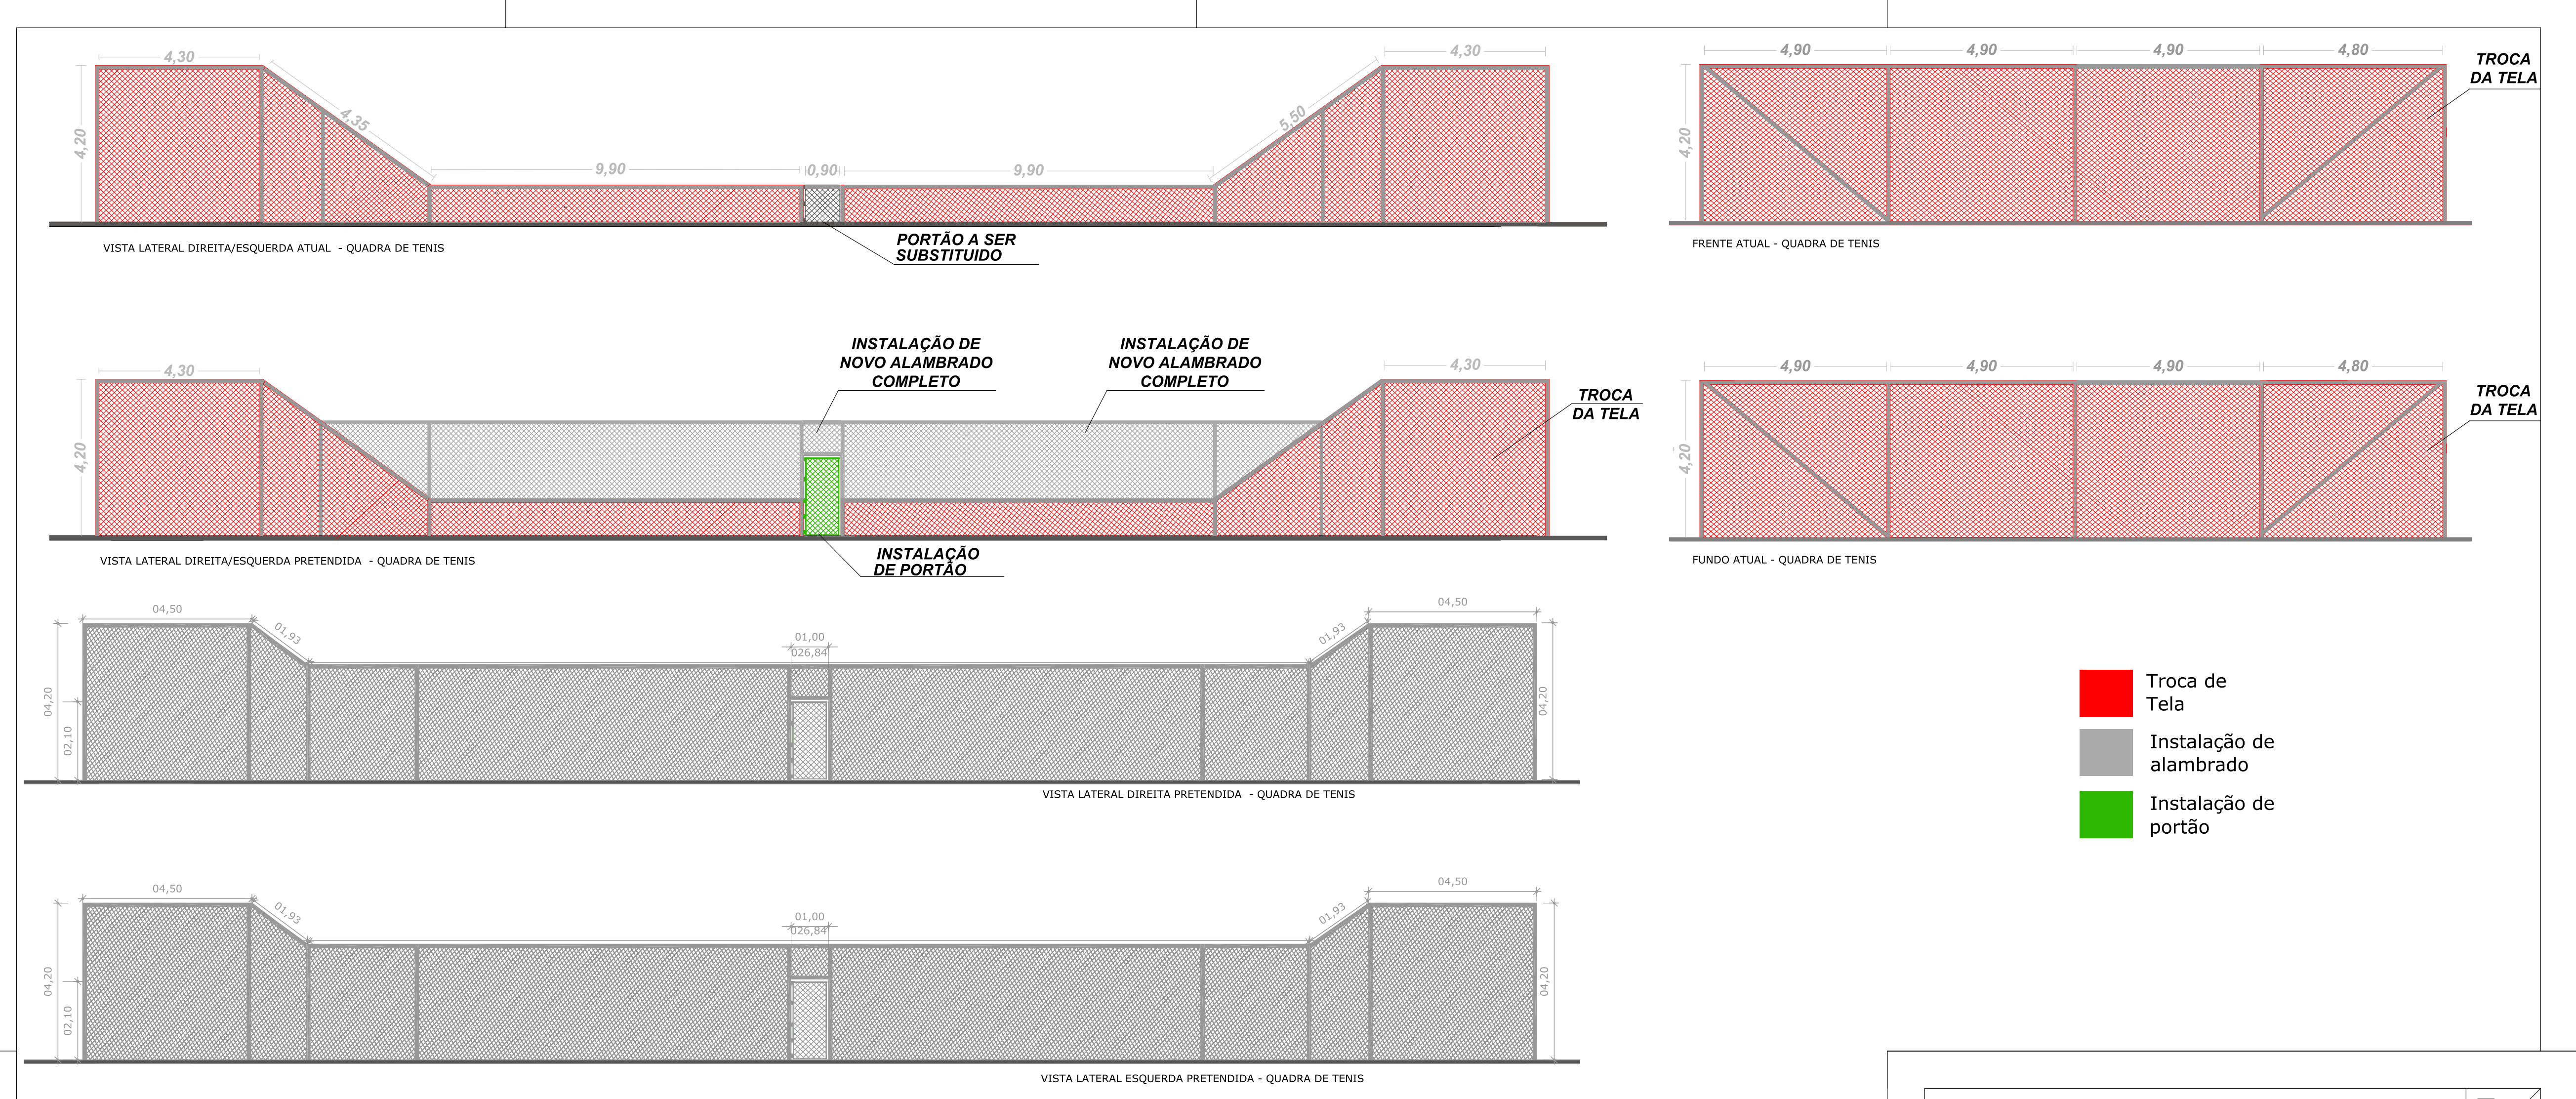 4,30
4,30
4,20
4,35
5,50
9,90
0,90
9,90
PORTÃO A SER
SUBSTITUIDO
VISTA LATERAL DIREITA/ESQUERDA ATUAL - QUADRA DE TENIS
4,90
4,90
4,90
4,80
4,20
TROCA
DA TELA
FRENTE ATUAL - QUADRA DE TENIS
INSTALAÇÃO DE
NOVO ALAMBRADO
COMPLETO
INSTALAÇÃO DE
NOVO ALAMBRADO
COMPLETO
4,30
4,30
4,20
TROCA
DA TELA
INSTALAÇÃO
DE PORTÃO
VISTA LATERAL DIREITA/ESQUERDA PRETENDIDA - QUADRA DE TENIS
4,90
4,90
4,90
4,80
4,20
TROCA
DA TELA
FUNDO ATUAL - QUADRA DE TENIS
04,50
04,50
01,93
01,93
01,00
026,84
04,20
02,10
04,20
VISTA LATERAL DIREITA PRETENDIDA - QUADRA DE TENIS
Troca de
Tela
Instalação de
alambrado
Instalação de
portão
04,50
04,50
01,93
01,93
01,00
026,84
04,20
02,10
04,20
VISTA LATERAL ESQUERDA PRETENDIDA - QUADRA DE TENIS